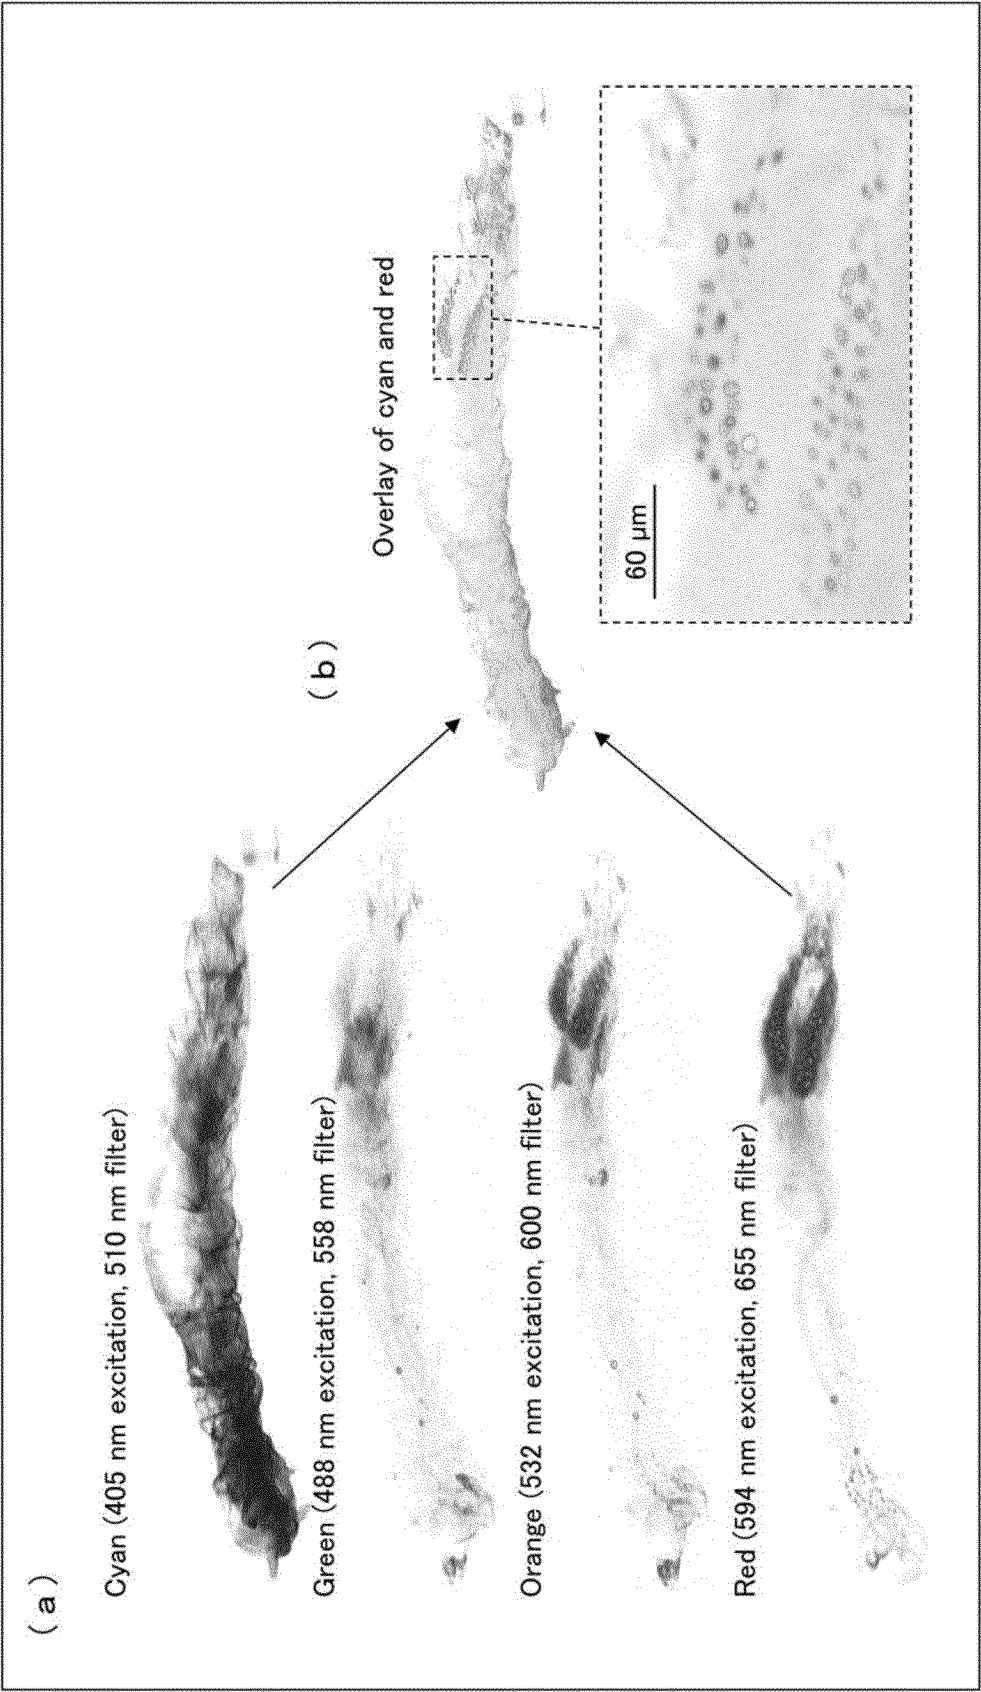 (a)
Cyan (405 nm excitation, 510 nm filter)
Green (488 nm excitation, 558 nm filter)
Orange (532 nm excitation, 600 nm filter)
Red (594 nm excitation, 655 nm filter)
(b)
Overlay of cyan and red
60 μm